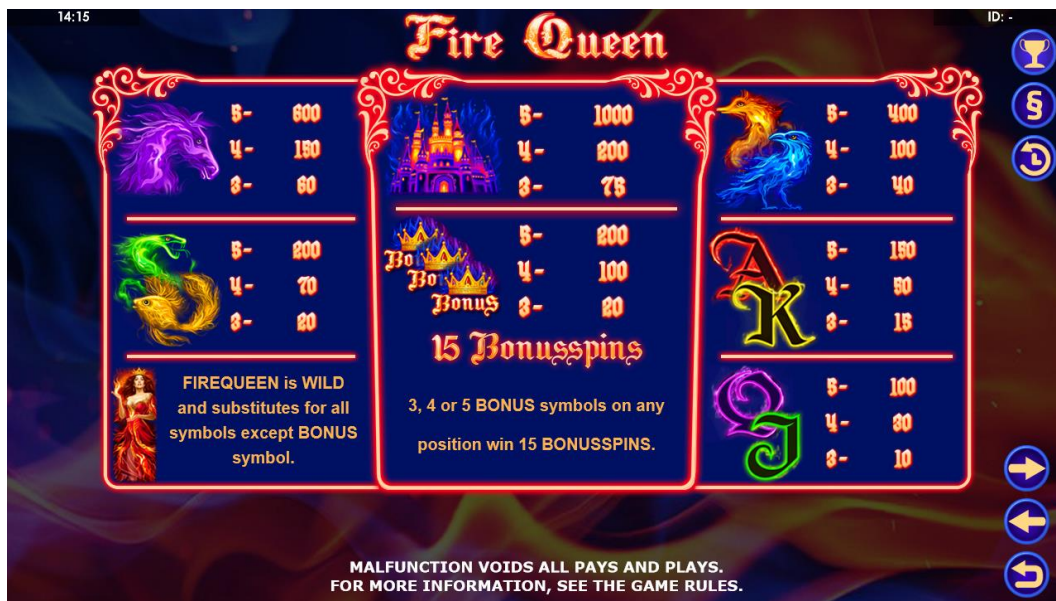 14:15
ID: -
Fire Queen
5- 600
4- 150
3- 60
5- 1000
4- 200
3- 75
5- 400
4- 100
3- 40
5- 200
4- 70
3- 20
Bo
Bo
Bonus
5- 200
4- 100
3- 20
15 Bonusspins
A
K
5- 150
4- 50
3- 15
FIREQUEEN is WILD
and substitutes for all
symbols except BONUS
symbol.
3, 4 or 5 BONUS symbols on any
position win 15 BONUSSPINS.
Q
J
5- 100
4- 30
3- 10
§
MALFUNCTION VOIDS ALL PAYS AND PLAYS.
FOR MORE INFORMATION, SEE THE GAME RULES.